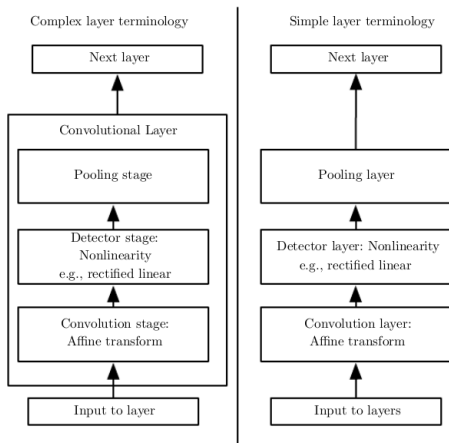 Complex layer terminology
Next layer
Convolutional Layer
Pooling stage
Detector stage:
Nonlinearity
e.g., rectified linear
Convolution stage:
Affine transform
Input to layer
Simple layer terminology
Next layer
Pooling layer
Detector layer: Nonlinearity
e.g., rectified linear
Convolution layer:
Affine transform
Input to layers